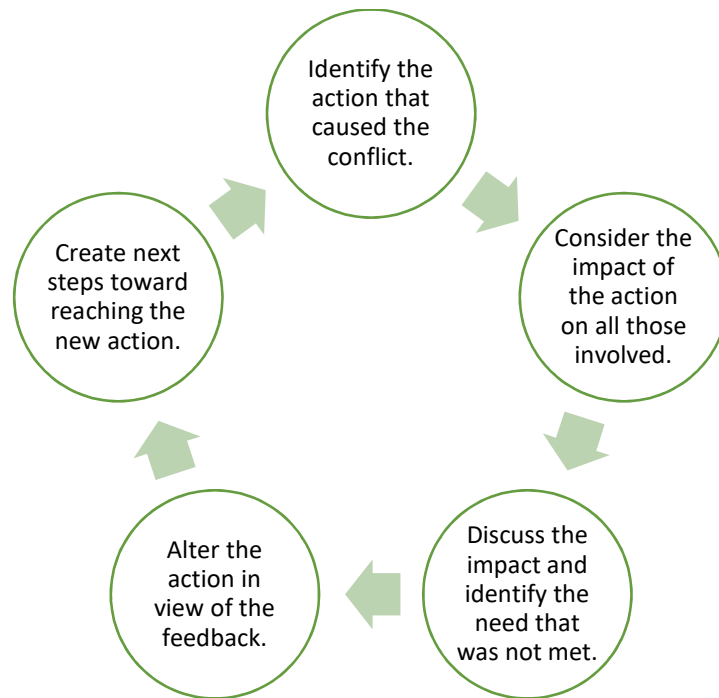 Identify the
action that
caused the
conflict.
Consider the
impact of
the action
on all those
involved.
Discuss the
impact and
identify the
need that
was not met.
Alter the
action in
view of the
feedback.
Create next
steps toward
reaching the
new action.